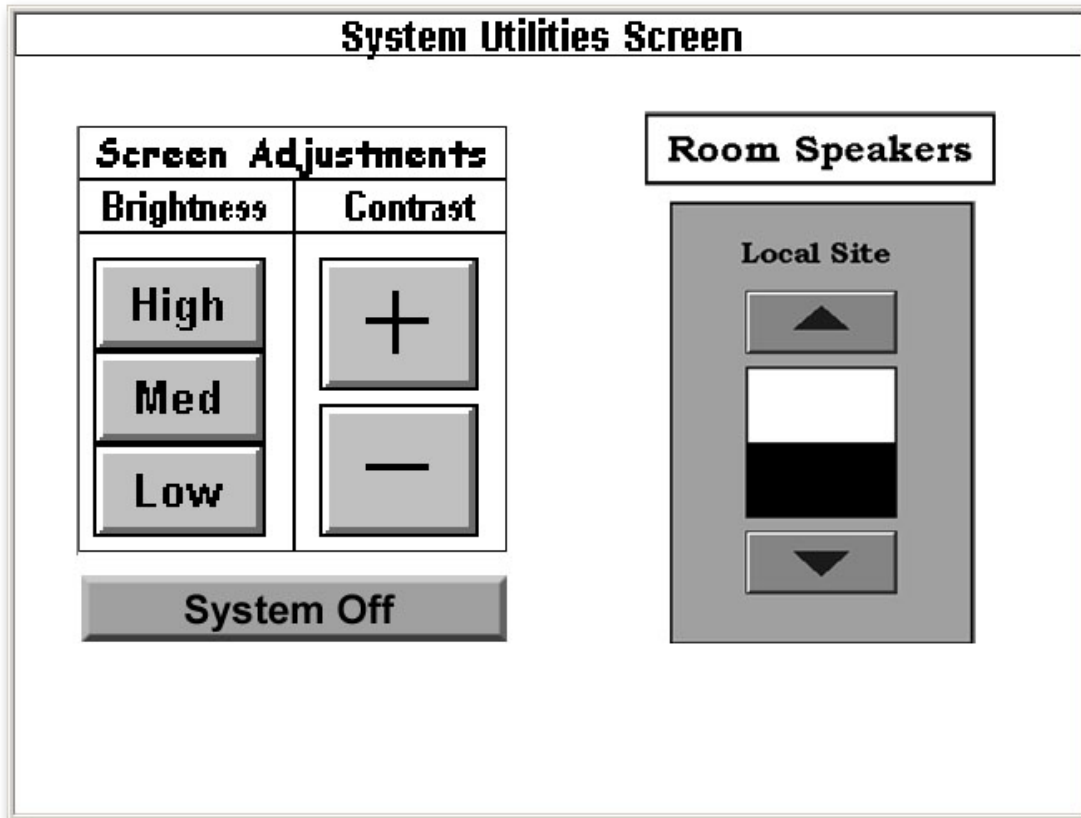 System Utilities Screen
Screen Adjustments
Brightness Contrast
High
Med
Low
+
−
System Off
Room Speakers
Local Site